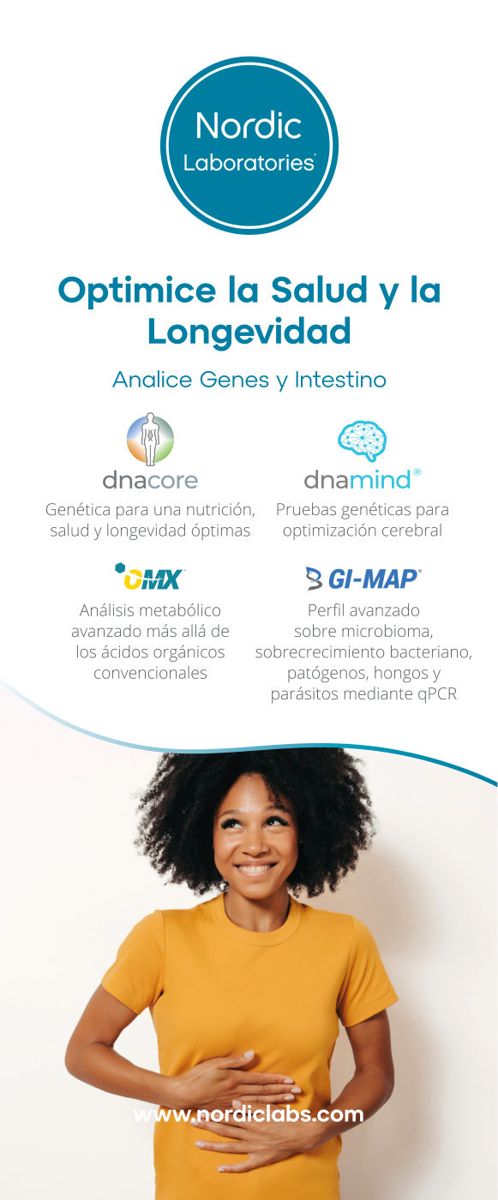 Nordic
Laboratories
Optimice la Salud y la
Longevidad
Analice Genes y Intestino
dnacore
Genética para una nutrición,
salud y longevidad óptimas
dnamind®
Pruebas genéticas para
optimización cerebral
OMX
Análisis metabólico
avanzado más allá de
los ácidos orgánicos
convencionales
GI-MAP®
Perfil avanzado
sobre microbioma,
sobrecrecimiento bacteriano,
patógenos, hongos y
parásitos mediante qPCR
www.nordiclabs.com